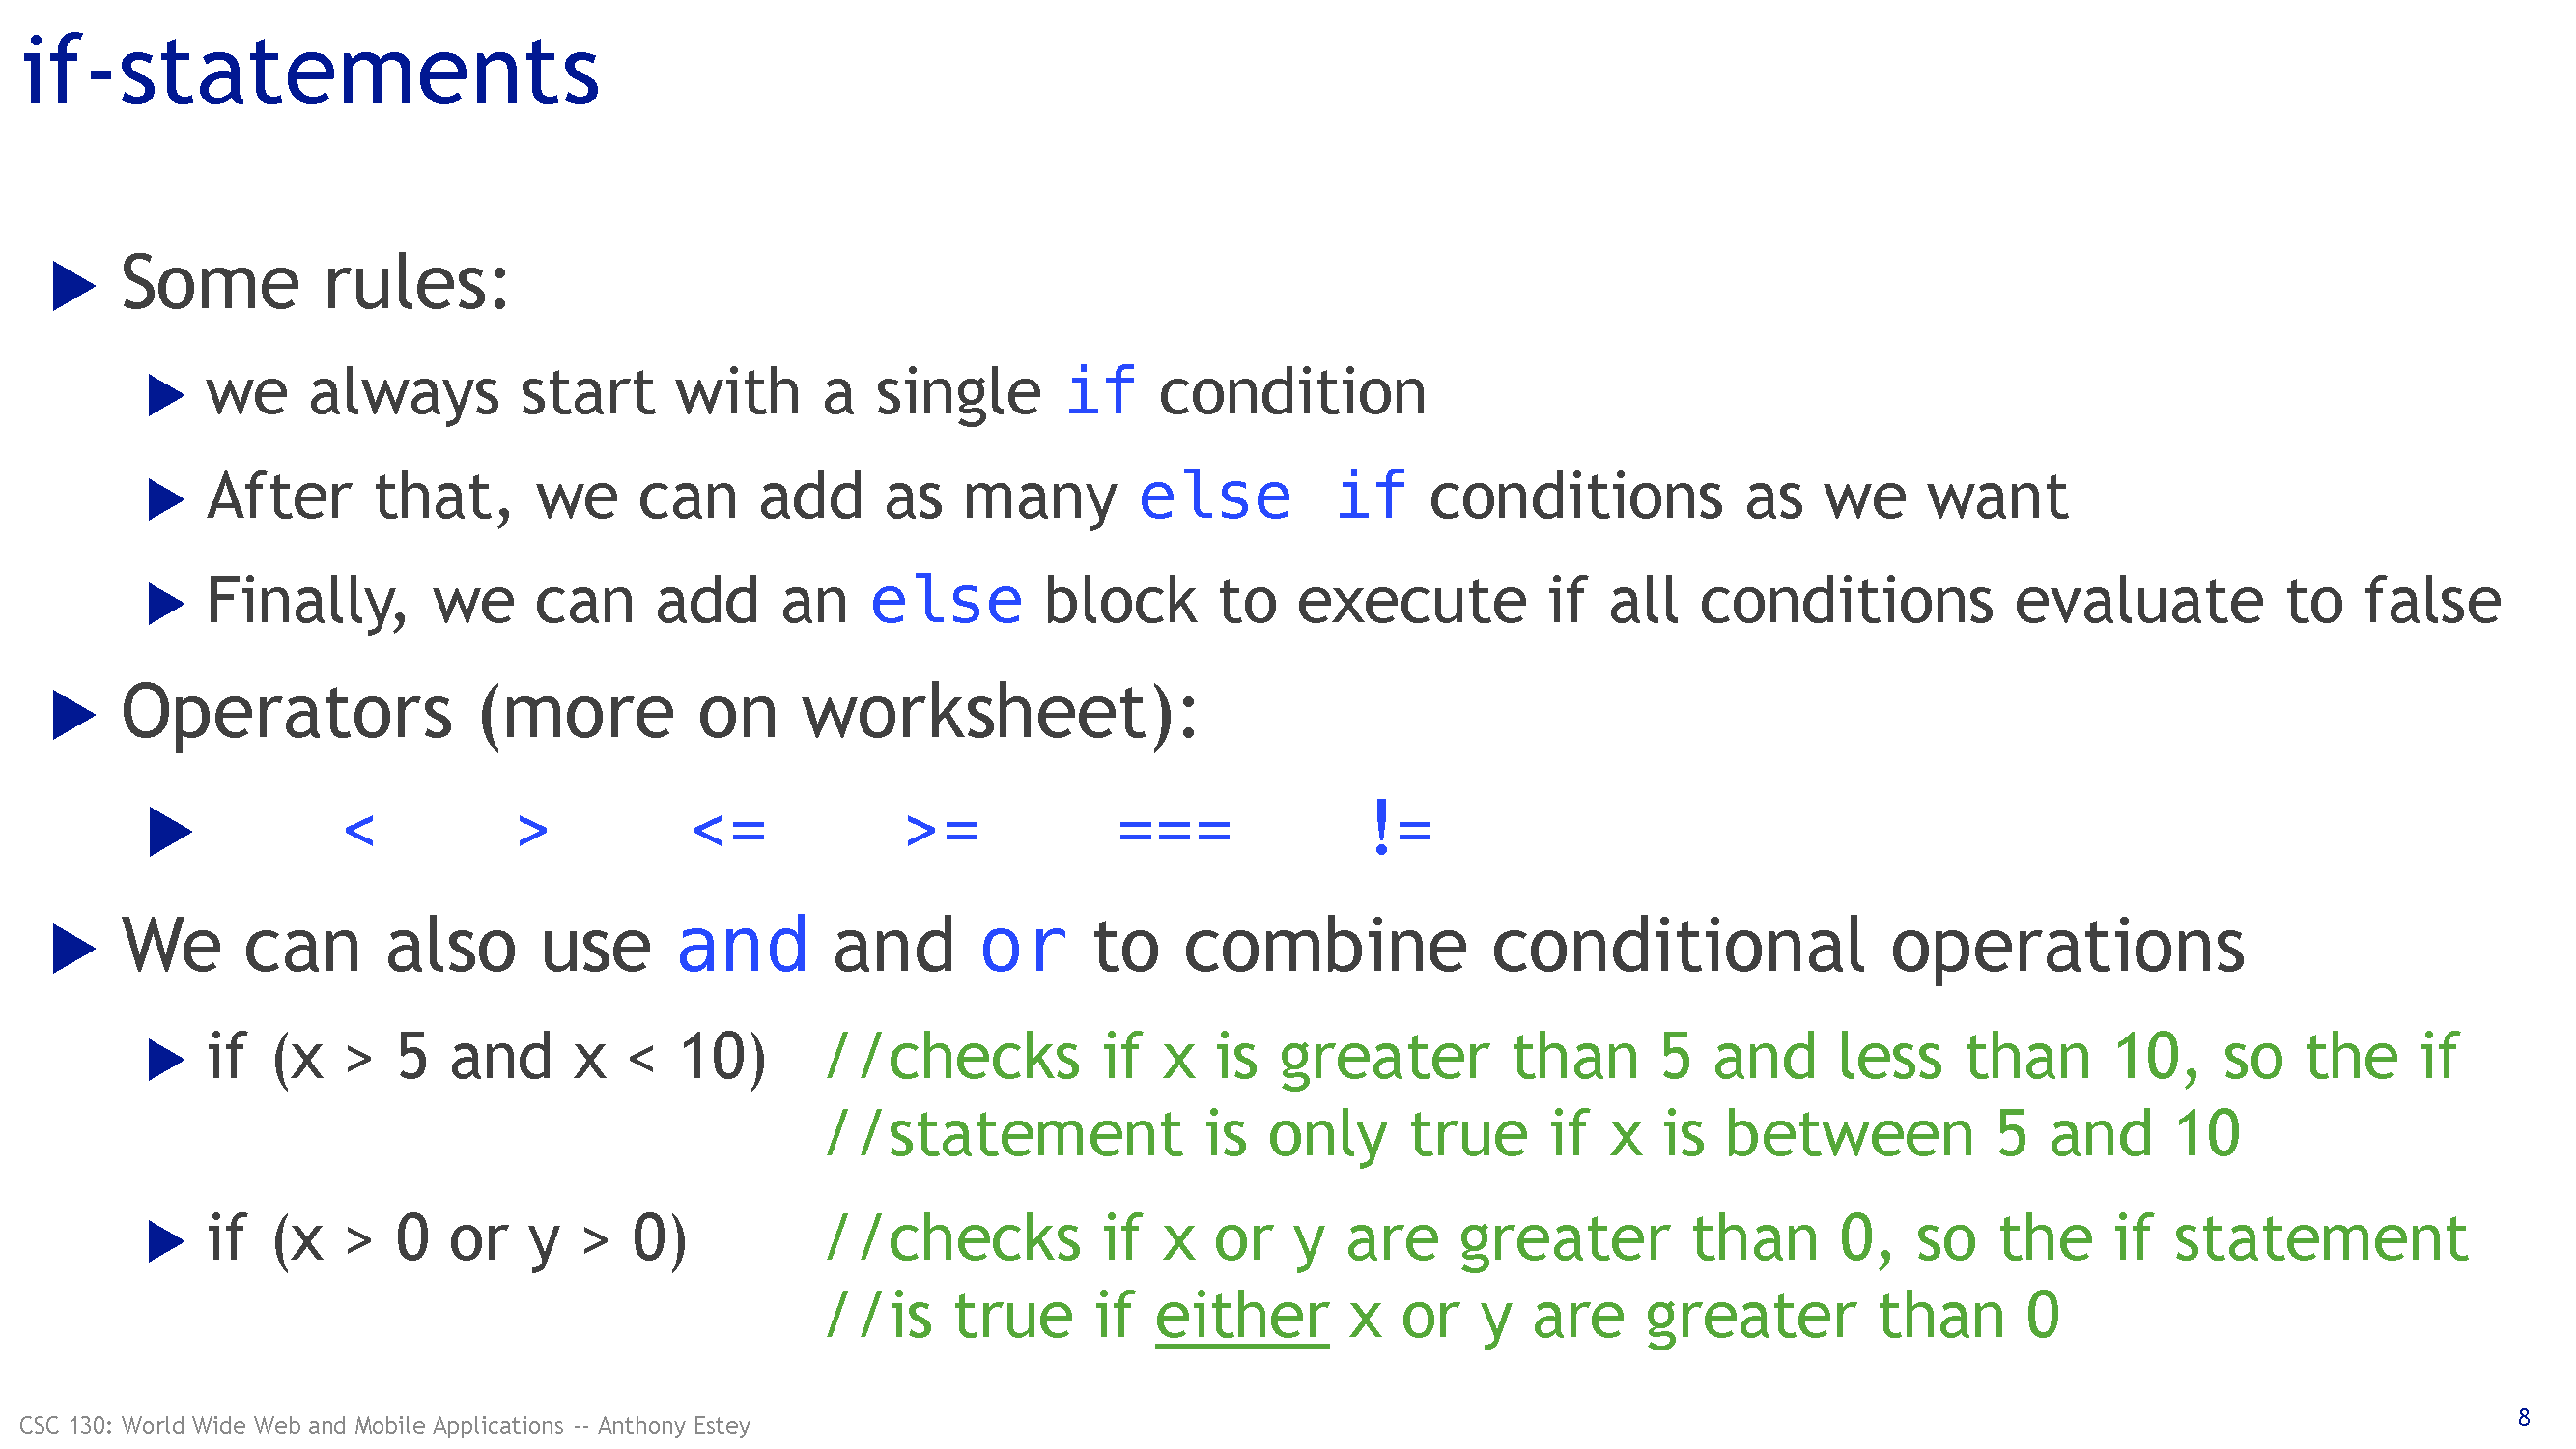 if-statements
Some rules:
we always start with a single if condition
After that, we can add as many else if conditions as we want
Finally, we can add an else block to execute if all conditions evaluate to false
Operators (more on worksheet):
< > <= >= === !=
We can also use and and or to combine conditional operations
if (x > 5 and x < 10) //checks if x is greater than 5 and less than 10, so the if
//statement is only true if x is between 5 and 10
if (x > 0 or y > 0) //checks if x or y are greater than 0, so the if statement
//is true if either x or y are greater than 0
CSC 130: World Wide Web and Mobile Applications -- Anthony Estey
8